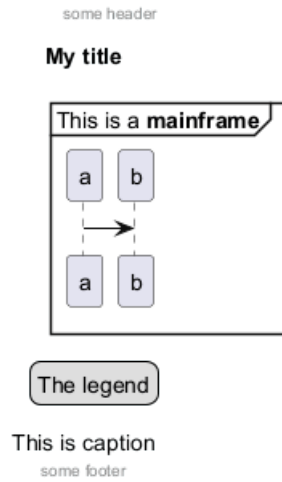 some header
My title
This is a mainframe
a b
a b
The legend
This is caption
some footer